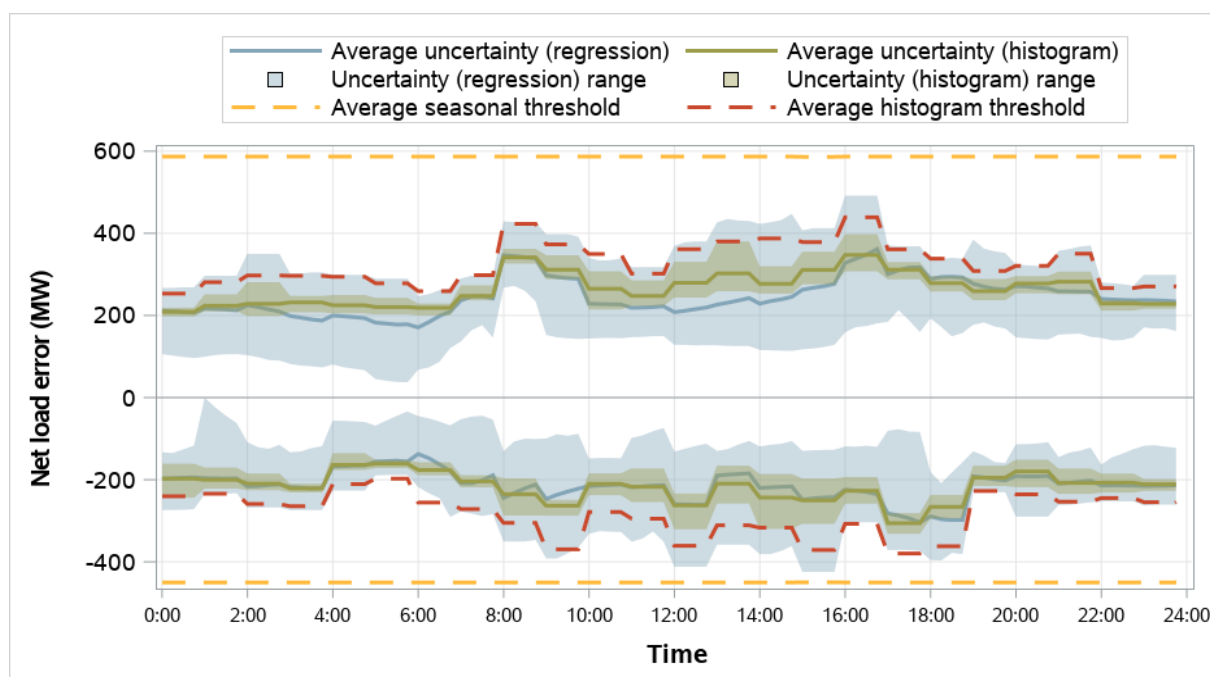 Average uncertainty (regression) Average uncertainty (histogram)
Uncertainty (regression) range Uncertainty (histogram) range
Average seasonal threshold Average histogram threshold
600
400
200
0
-200
-400
Net load error (MW)
0:00 2:00 4:00 6:00 8:00 10:00 12:00 14:00 16:00 18:00 20:00 22:00 24:00
Time